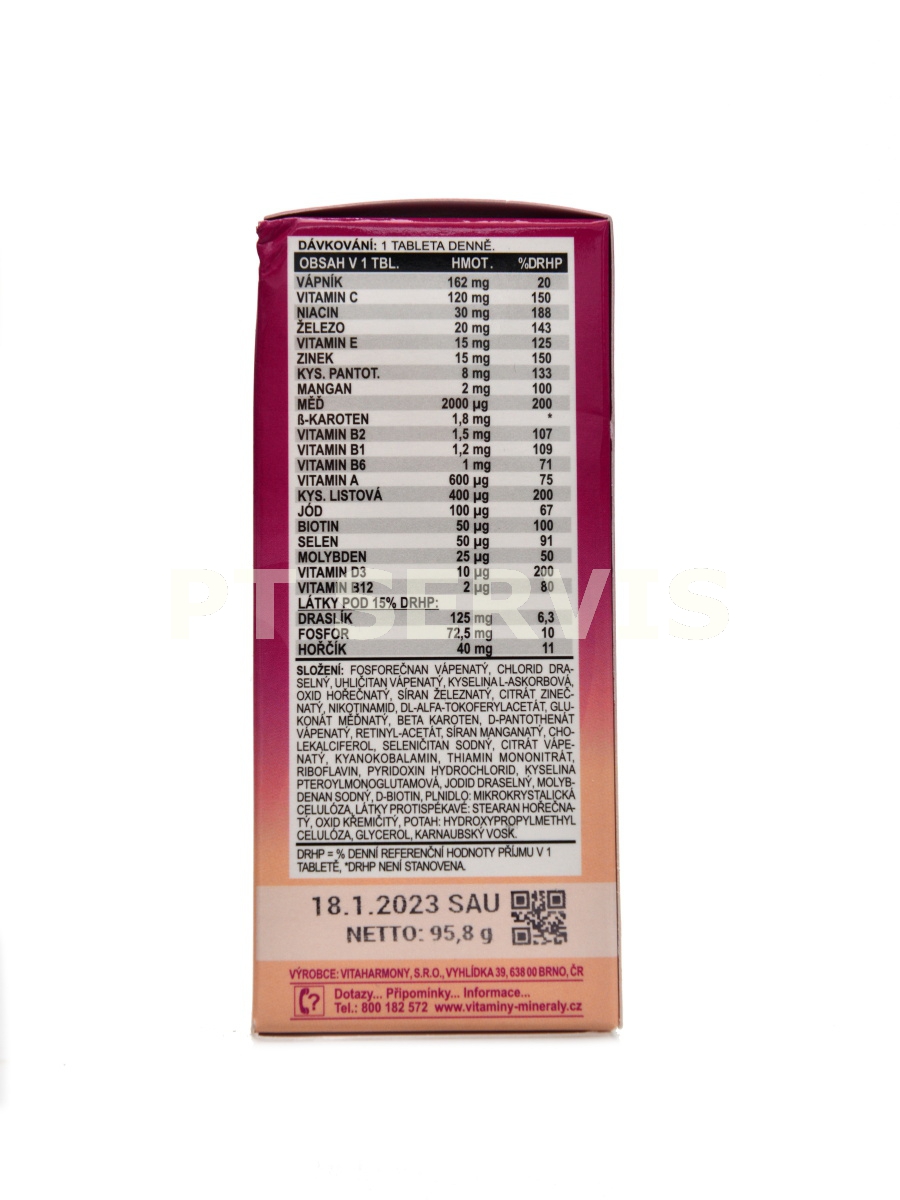 DÁVKOVÁNÍ: 1 TABLETA DENNĚ.
OBSAH V 1 TBL. HMOT. %DRHP
VÁPNÍK 162 mg 20
VITAMIN C 120 mg 150
NIACIN 30 mg 188
ŽELEZO 20 mg 143
VITAMIN E 15 mg 125
ZINEK 15 mg 150
KYS. PANTOT. 8 mg 133
MANGAN 2 mg 100
MĚĎ 2000 µg 200
ß-KAROTEN 1,8 mg *
VITAMIN B2 1,5 mg 107
VITAMIN B1 1,2 mg 109
VITAMIN B6 1 mg 71
VITAMIN A 600 µg 75
KYS. LISTOVÁ 400 µg 200
JÓD 100 µg 67
BIOTIN 50 µg 100
SELEN 50 µg 91
MOLYBDEN 25 µg 50
VITAMIN D3 10 µg 200
VITAMIN B12 2 µg 80
PT SERVIS
LÁTKY POD 15% DRHP:
DRASLÍK 125 mg 6,3
FOSFOR 72,5 mg 10
HOŘČÍK 40 mg 11
SLOŽENÍ: FOSFOREČNAN VÁPENATÝ, CHLORID DRA-
SELNÝ, UHLIČITAN VÁPENATÝ, KYSELINA L-ASKORBOVÁ,
OXID HOŘEČNATÝ, SÍRAN ŽELEZNATÝ, CITRÁT ZINEČ-
NATÝ, NIKOTINAMID, DL-ALFA-TOKOFERYLACETÁT, GLU-
KONÁT MĚĎNATÝ, BETA KAROTEN, D-PANTOTHENÁT
VÁPENATÝ, RETINYL-ACETÁT, SÍRAN MANGANATÝ, CHO-
LEKALCIFEROL, SELENIČITAN SODNÝ, CITRÁT VÁPE-
NATÝ, KYANOKOBALAMIN, THIAMIN MONONITRÁT,
RIBOFLAVIN, PYRIDOXIN HYDROCHLORID, KYSELINA
PTEROYLMONOGLUTAMOVÁ, JODID DRASELNÝ, MOLYB-
DENAN SODNÝ, D-BIOTIN, PLNIDLO: MIKROKRYSTALICKÁ
CELULÓZA, LÁTKY PROTISPÉKAVÉ: STEARAN HOŘEČNA-
TÝ, OXID KŘEMIČITÝ, POTAH: HYDROXYPROPYLMETHYL
CELULÓZA, GLYCEROL, KARNAUBSKÝ VOSK.
DRHP = % DENNÍ REFERENČNÍ HODNOTY PŘÍJMU V 1
TABLETĚ, *DRHP NENÍ STANOVENA.
18.1.2023 SAU
NETTO: 95,8 g
VÝROBCE: VITAHARMONY, S.R.O., VYHLÍDKA 39, 638 00 BRNO, ČR
Dotazy... Připomínky... Informace...
Tel.: 800 182 572 www.vitaminy-mineraly.cz